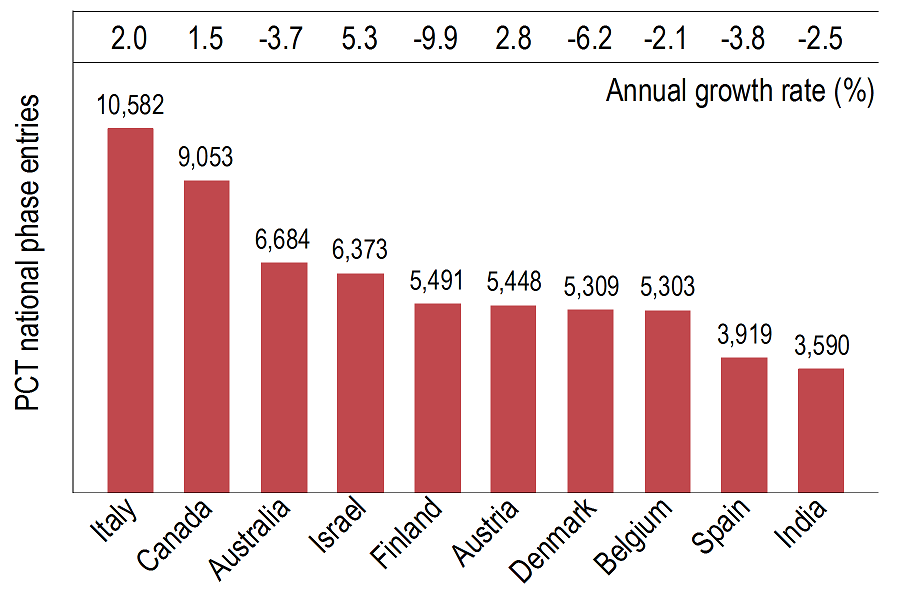 2.0 1.5 -3.7 5.3 -9.9 2.8 -6.2 -2.1 -3.8 -2.5
Annual growth rate (%)
PCT national phase entries
10,582
9,053
6,684
6,373
5,491
5,448
5,309
5,303
3,919
3,590
Italy
Canada
Australia
Israel
Finland
Austria
Denmark
Belgium
Spain
India